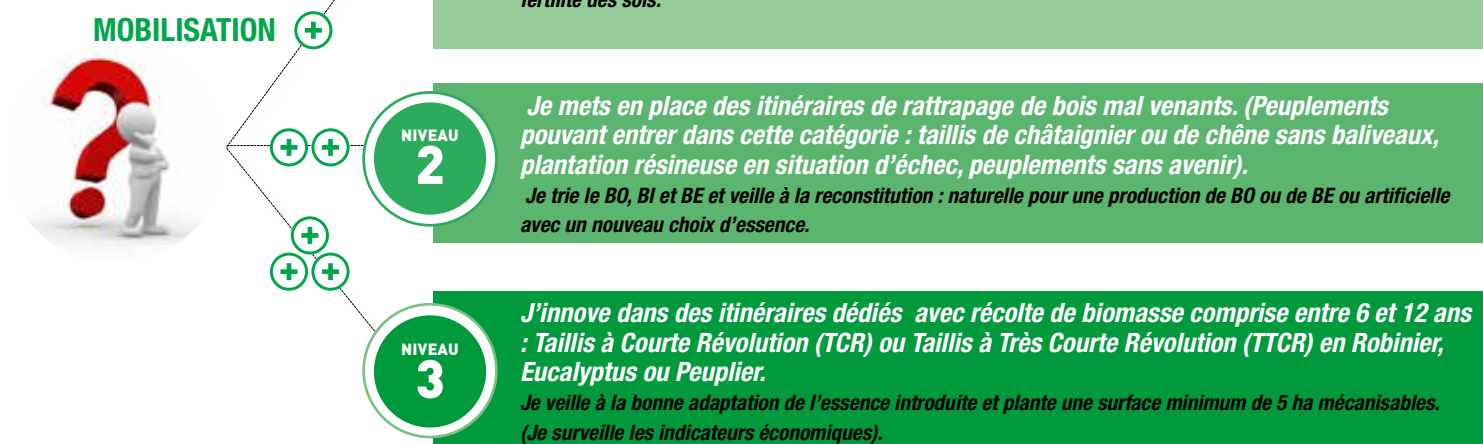 fertilité des sols.
MOBILISATION +
Je mets en place des itinéraires de rattrapage de bois mal venants. (Peuplements
pouvant entrer dans cette catégorie : taillis de châtaignier ou de chêne sans baliveaux,
plantation résineuse en situation d’échec, peuplements sans avenir).
Je trie le BO, BI et BE et veille à la reconstitution : naturelle pour une production de BO ou de BE ou artificielle
avec un nouveau choix d’essence.
++
NIVEAU
2
+
++
J’innove dans des itinéraires dédiés avec récolte de biomasse comprise entre 6 et 12 ans
: Taillis à Courte Révolution (TCR) ou Taillis à Très Courte Révolution (TTCR) en Robinier,
Eucalyptus ou Peuplier.
Je veille à la bonne adaptation de l’essence introduite et plante une surface minimum de 5 ha mécanisables.
(Je surveille les indicateurs économiques).
NIVEAU
3